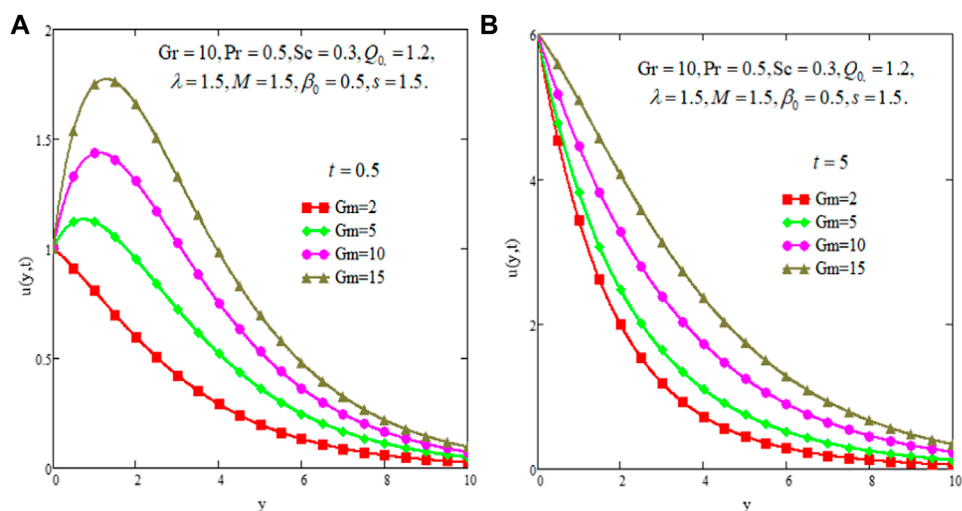 A
Gr = 10, Pr = 0.5, Sc = 0.3, Q₀. = 1.2,
λ = 1.5, M = 1.5, β₀ = 0.5, s = 1.5.
t = 0.5
Gm=2
Gm=5
Gm=10
Gm=15
2
1.5
1
0.5
0
u(y,t)
0 2 4 6 8 10
y
B
Gr = 10, Pr = 0.5, Sc = 0.3, Q₀. = 1.2,
λ = 1.5, M = 1.5, β₀ = 0.5, s = 1.5.
t = 5
Gm=2
Gm=5
Gm=10
Gm=15
6
4
2
0
u(y,t)
0 2 4 6 8 10
y